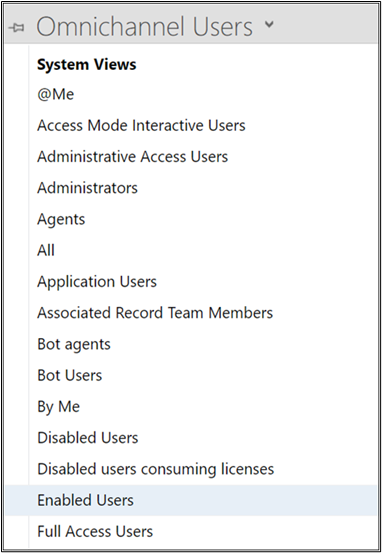 Omnichannel Users
System Views
@Me
Access Mode Interactive Users
Administrative Access Users
Administrators
Agents
All
Application Users
Associated Record Team Members
Bot agents
Bot Users
By Me
Disabled Users
Disabled users consuming licenses
Enabled Users
Full Access Users